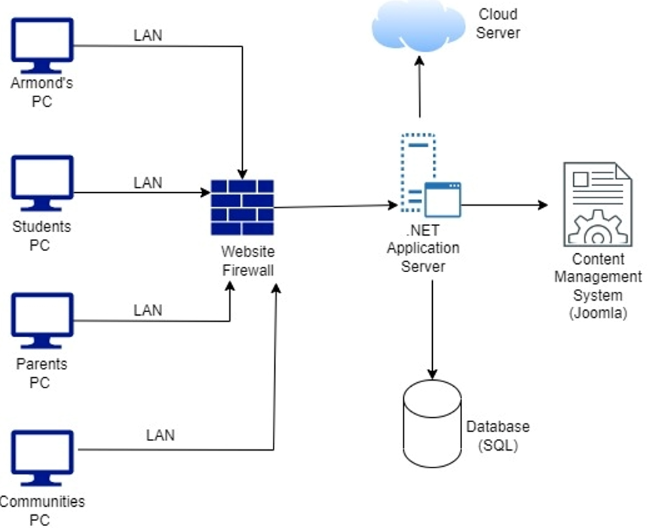 LAN
Armond's
PC
LAN
Students
PC
LAN
Parents
PC
LAN
Communities
PC
Website
Firewall
Cloud
Server
.NET
Application
Server
Content
Management
System
(Joomla)
Database
(SQL)